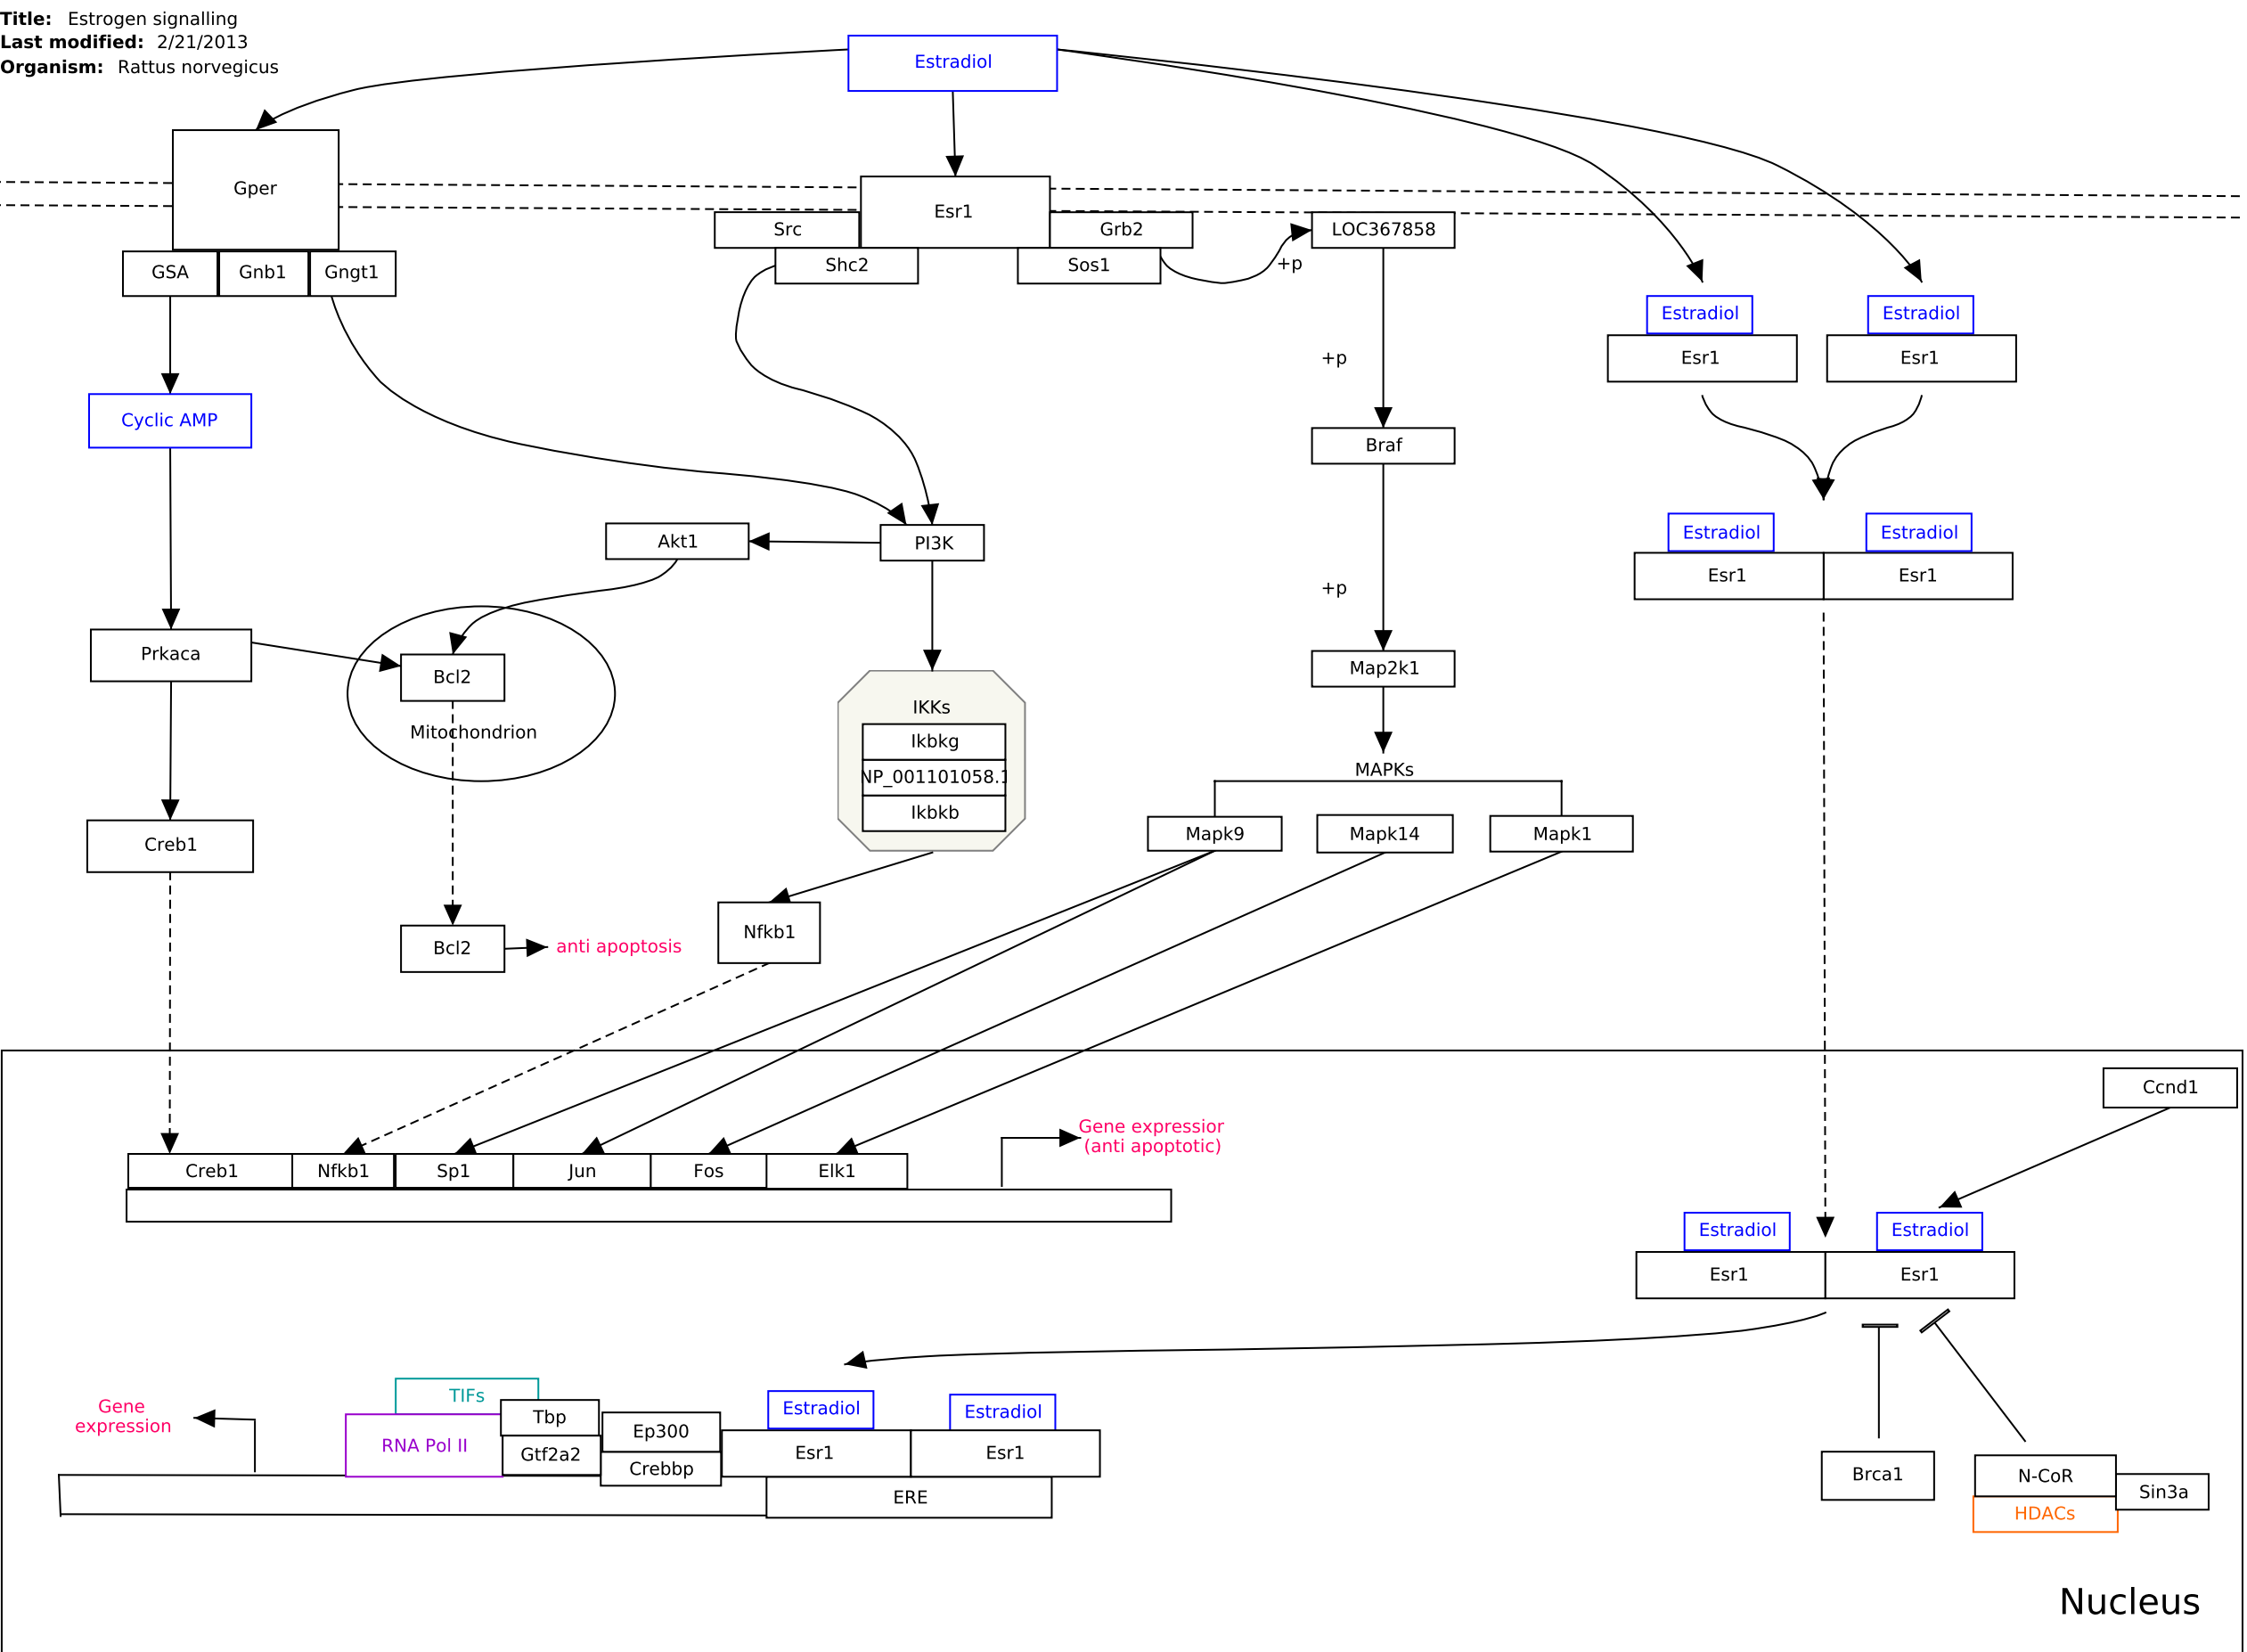 Title: Estrogen signalling
Last modified: 2/21/2013
Organism: Rattus norvegicus
Estradiol
Gper
Esr1
Src
Grb2
LOC367858
Shc2
Sos1
+p
GSA
Gnb1
Gngt1
Estradiol
Estradiol
Esr1
Esr1
+p
Cyclic AMP
Braf
Akt1
PI3K
Estradiol
Estradiol
Esr1
Esr1
+p
Prkaca
Bcl2
Mitochondrion
Map2k1
IKKs
Ikbkg
NP_001101058.1
Ikbkb
MAPKs
Mapk9
Mapk14
Mapk1
Creb1
Nfkb1
Bcl2
anti apoptosis
Ccnd1
Gene expression
(anti apoptotic)
Creb1
Nfkb1
Sp1
Jun
Fos
Elk1
Estradiol
Estradiol
Esr1
Esr1
Gene
expression
TIFs
RNA Pol II
Tbp
Gtf2a2
Ep300
Crebbp
Estradiol
Estradiol
Esr1
Esr1
ERE
Brca1
N-CoR
Sin3a
HDACs
Nucleus